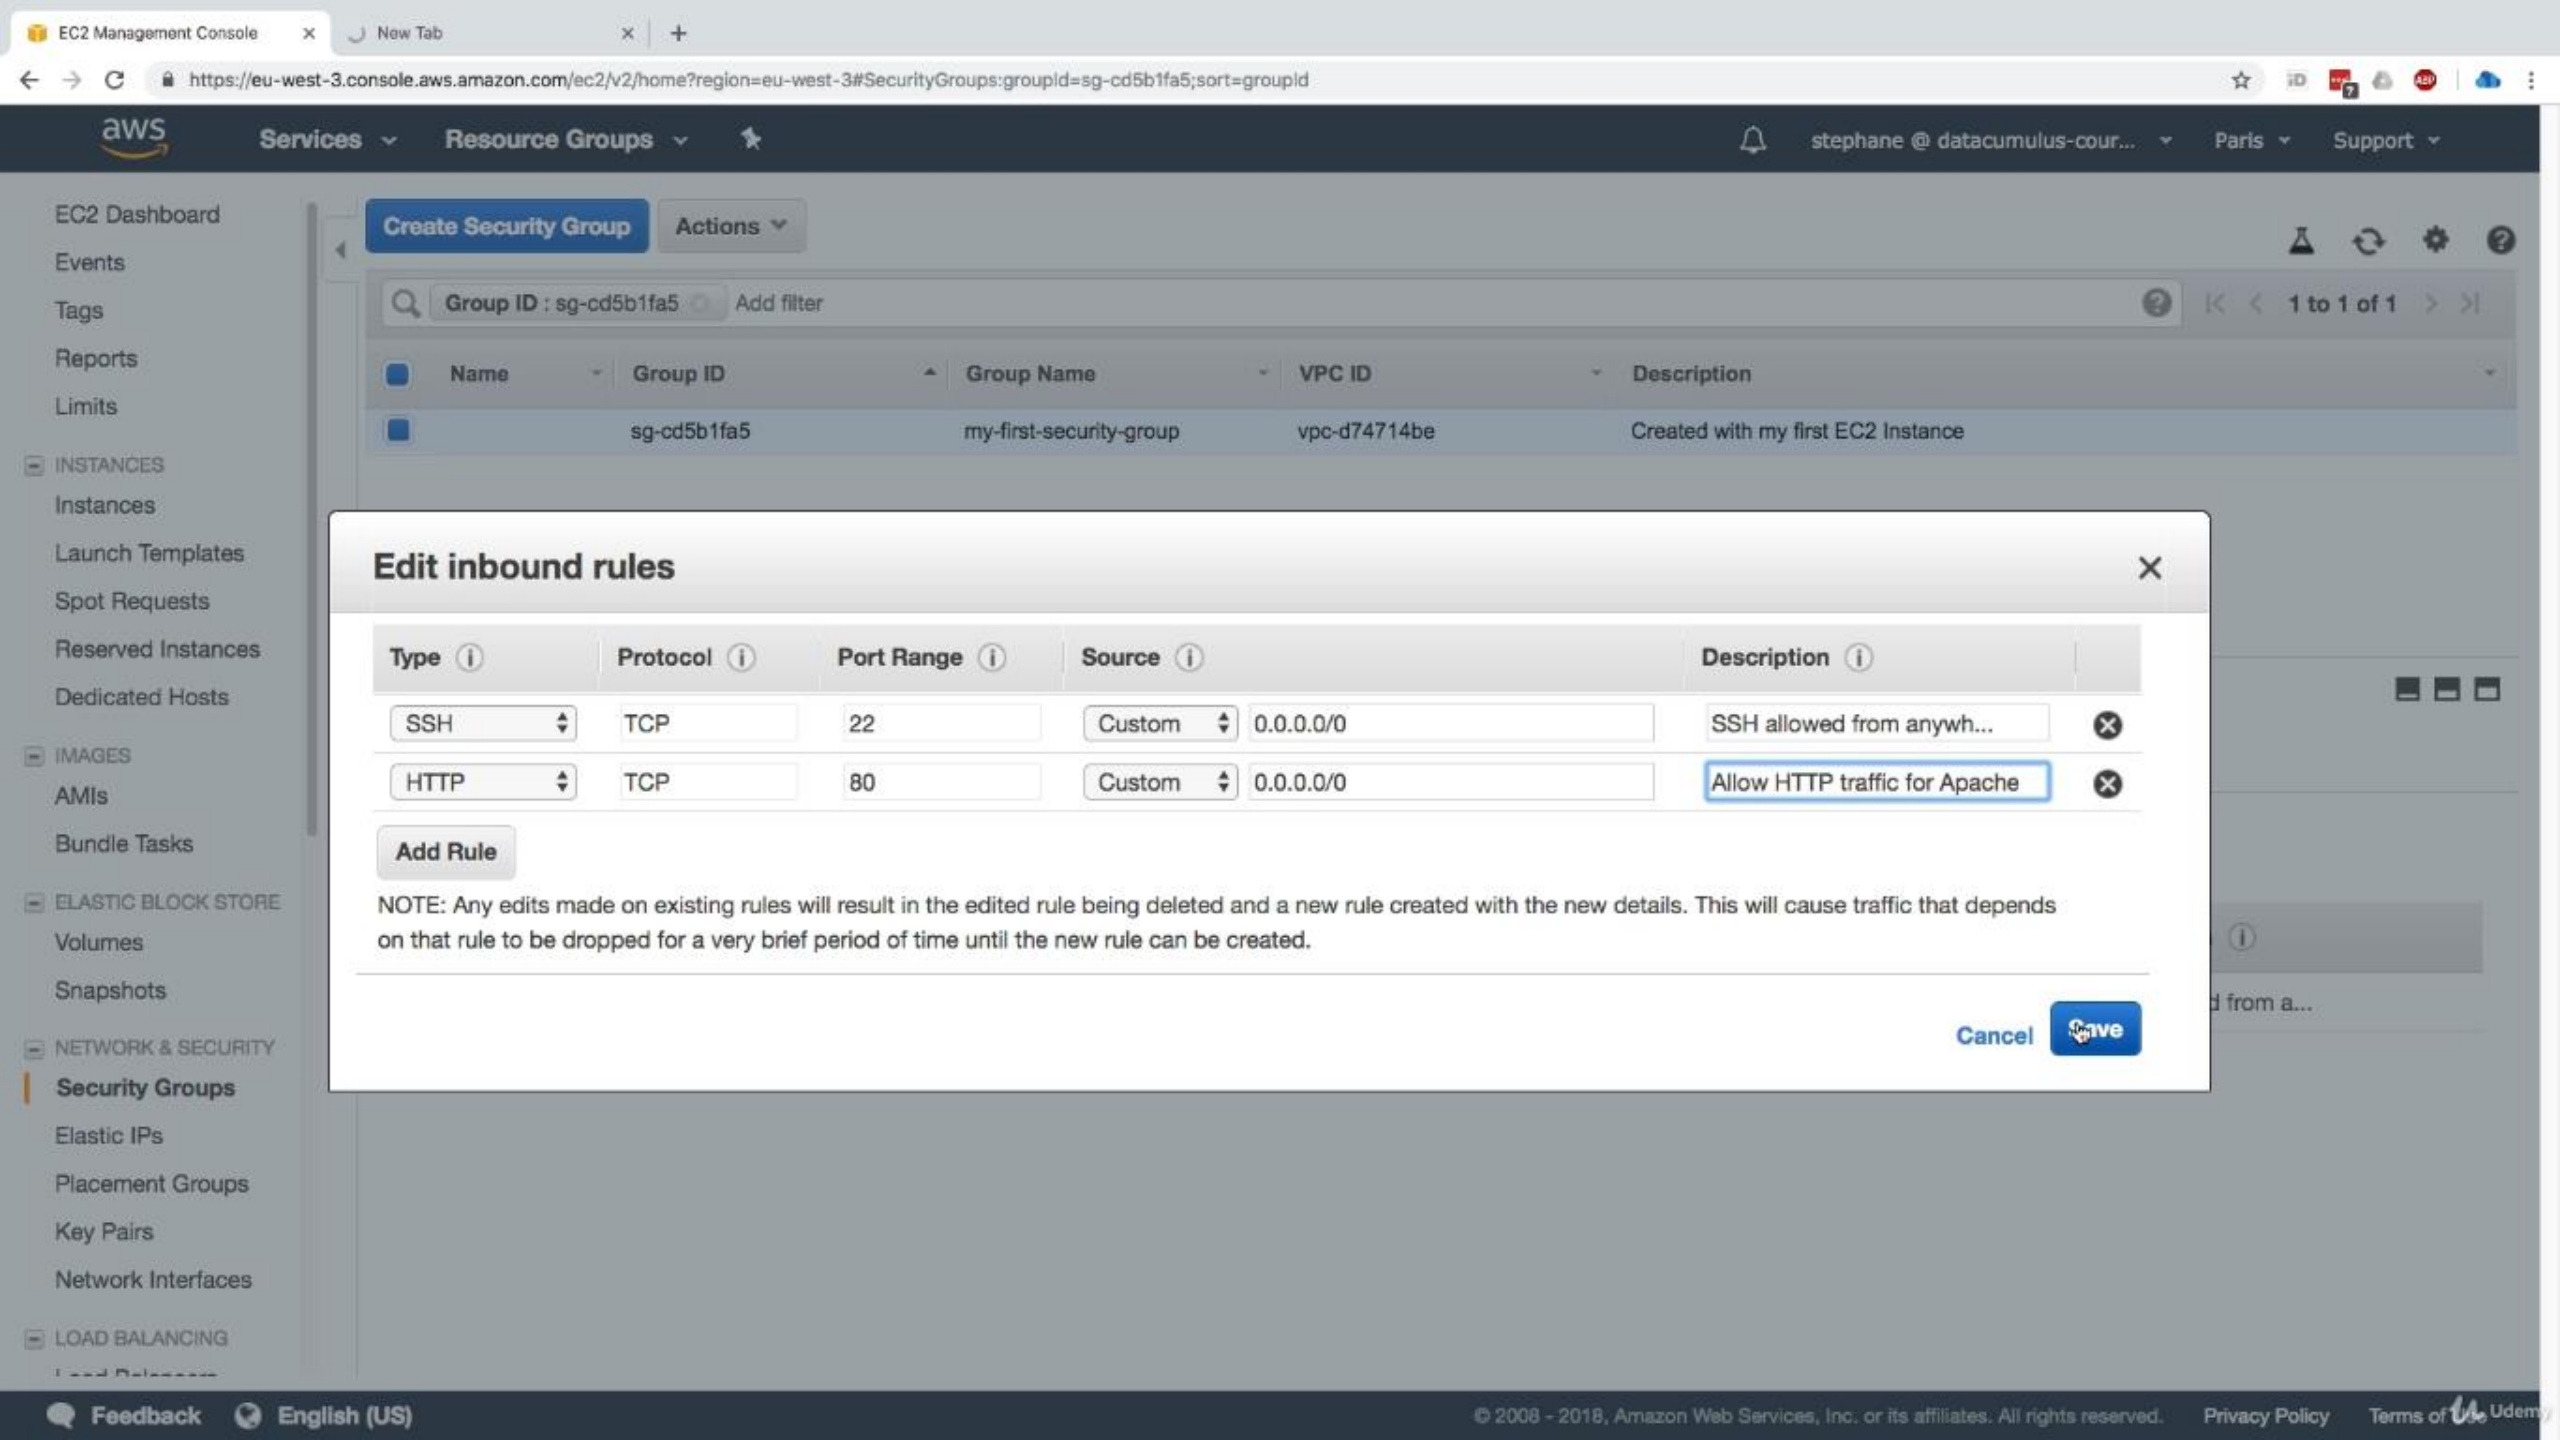 EC2 Management Console
New Tab
https://eu-west-3.console.aws.amazon.com/ec2/v2/home?region=eu-west-3#SecurityGroups:groupId=sg-cd5b1fa5;sort=groupId
iD
7
ABP
aws
Services
Resource Groups
stephane @ datacumulus-cour...
Paris
Support
EC2 Dashboard
Events
Tags
Reports
Limits
INSTANCES
Instances
Launch Templates
Spot Requests
Reserved Instances
Dedicated Hosts
IMAGES
AMIs
Bundle Tasks
ELASTIC BLOCK STORE
Volumes
Snapshots
NETWORK & SECURITY
Security Groups
Elastic IPs
Placement Groups
Key Pairs
Network Interfaces
LOAD BALANCING
Create Security Group
Actions
Group ID : sg-cd5b1fa5
Add filter
1 to 1 of 1
Name Group ID Group Name VPC ID Description
sg-cd5b1fa5 my-first-security-group vpc-d74714be Created with my first EC2 Instance
Edit inbound rules
Type Protocol Port Range Source Description
SSH TCP 22 Custom 0.0.0.0/0 SSH allowed from anywh...
HTTP TCP 80 Custom 0.0.0.0/0 Allow HTTP traffic for Apache
Add Rule
NOTE: Any edits made on existing rules will result in the edited rule being deleted and a new rule created with the new details. This will cause traffic that depends
on that rule to be dropped for a very brief period of time until the new rule can be created.
d from a...
Cancel
Save
Feedback
English (US)
© 2008 - 2018, Amazon Web Services, Inc. or its affiliates. All rights reserved.
Privacy Policy
Terms of
Udemy